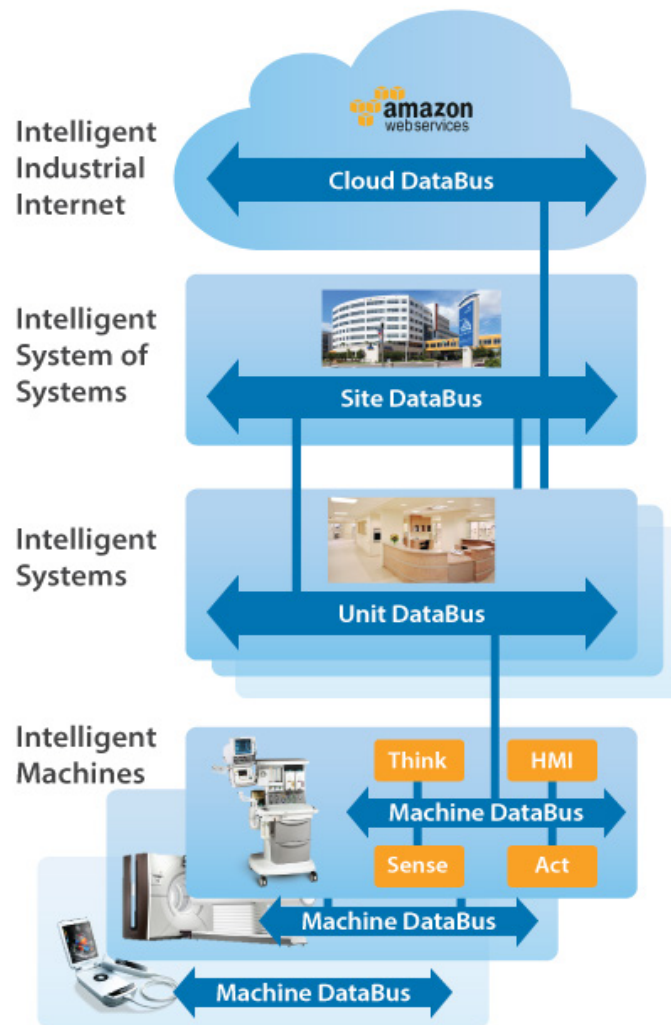 amazon
webservices
Intelligent
Industrial
Internet
Cloud DataBus
Intelligent
System of
Systems
Site DataBus
Intelligent
Systems
Unit DataBus
Intelligent
Machines
Think
HMI
Machine DataBus
Sense
Act
Machine DataBus
Machine DataBus